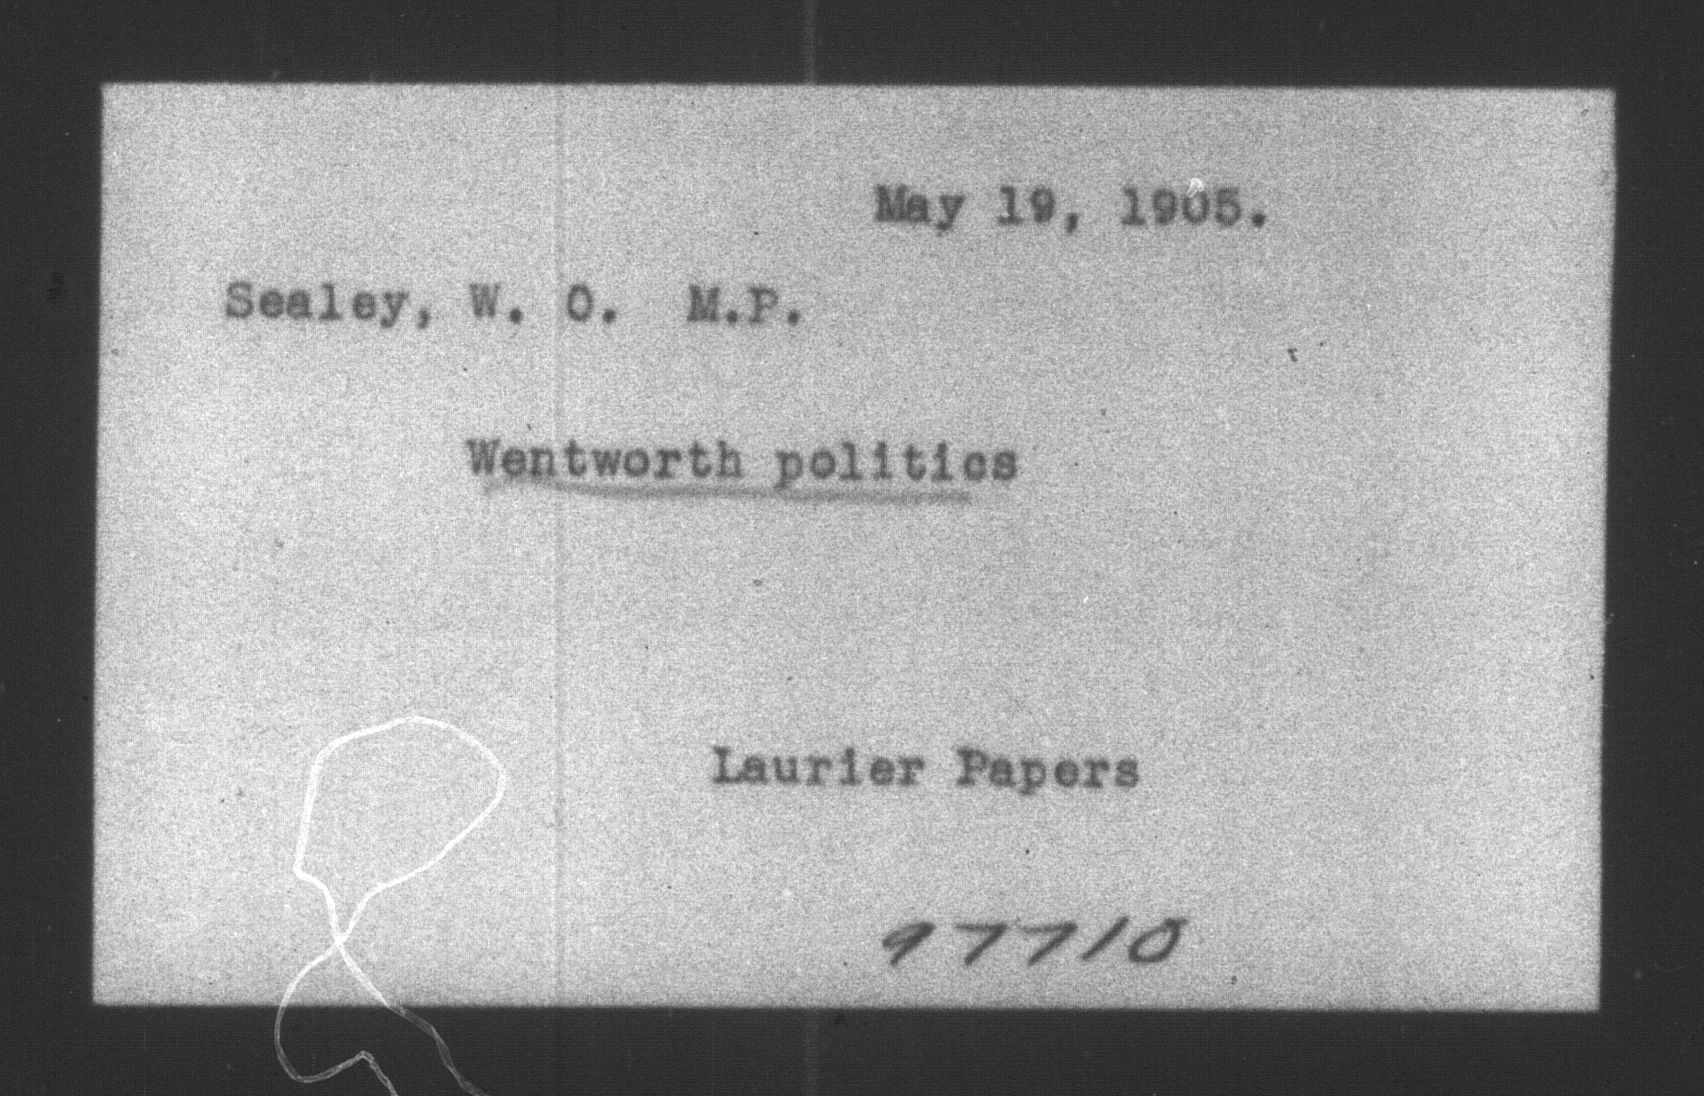 May 19, 1905.
Sealey, W. O. M.P.
Wentworth politics
Laurier Papers
97710